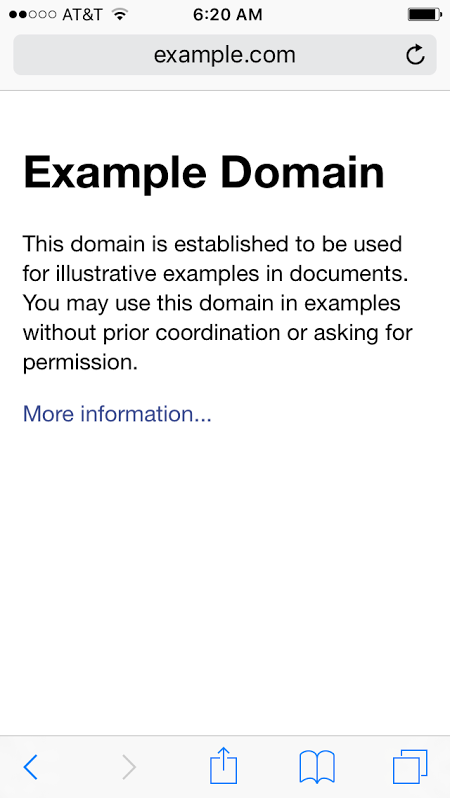 AT&T 6:20 AM
example.com
Example Domain
This domain is established to be used
for illustrative examples in documents.
You may use this domain in examples
without prior coordination or asking for
permission.
More information...